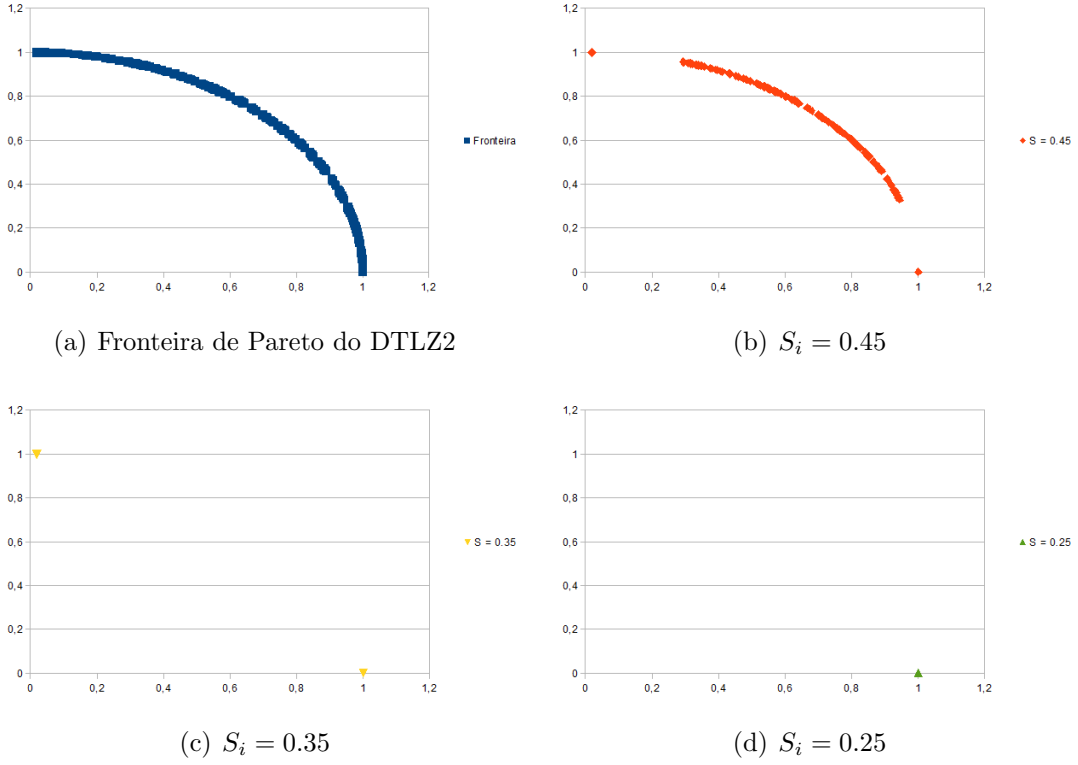 1,2
1
0,8
0,6
0,4
0,2
0
0 0,2 0,4 0,6 0,8 1 1,2
Fronteira
(a) Fronteira de Pareto do DTLZ2
1,2
1
0,8
0,6
0,4
0,2
0
0 0,2 0,4 0,6 0,8 1 1,2
S = 0.45
(b) S_i = 0.45
1,2
1
0,8
0,6
0,4
0,2
0
0 0,2 0,4 0,6 0,8 1 1,2
S = 0.35
(c) S_i = 0.35
1,2
1
0,8
0,6
0,4
0,2
0
0 0,2 0,4 0,6 0,8 1 1,2
S = 0.25
(d) S_i = 0.25